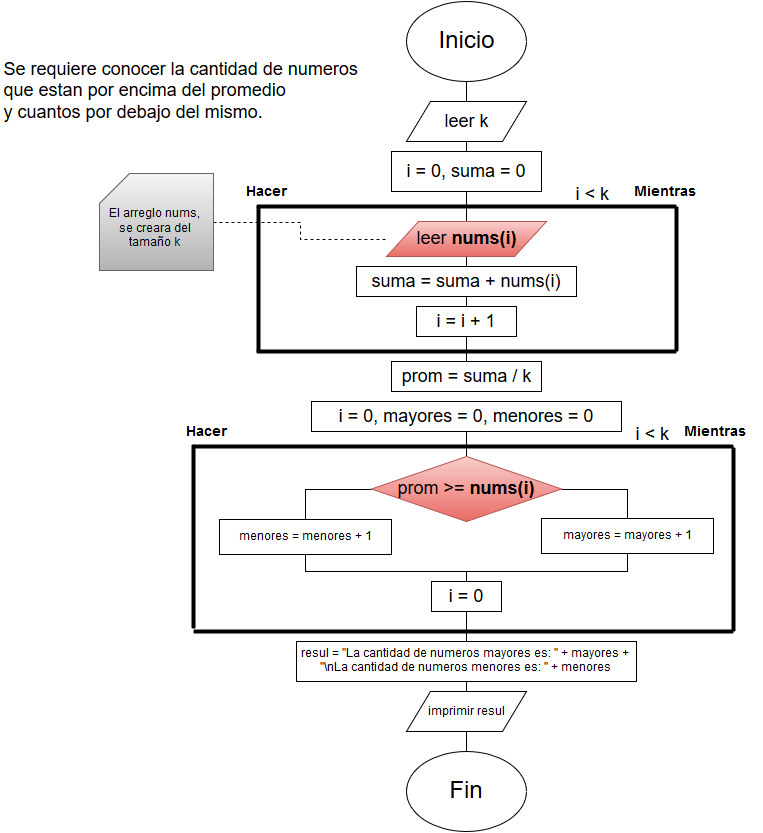 Inicio
Se requiere conocer la cantidad de numeros
que estan por encima del promedio
y cuantos por debajo del mismo.
leer k
i = 0, suma = 0
Hacer
i < k
Mientras
El arreglo nums,
se creara del
tamaño k
leer nums(i)
suma = suma + nums(i)
i = i + 1
prom = suma / k
i = 0, mayores = 0, menores = 0
Hacer
i < k
Mientras
prom >= nums(i)
menores = menores + 1
mayores = mayores + 1
i = 0
resul = "La cantidad de numeros mayores es: " + mayores +
"\nLa cantidad de numeros menores es: " + menores
imprimir resul
Fin